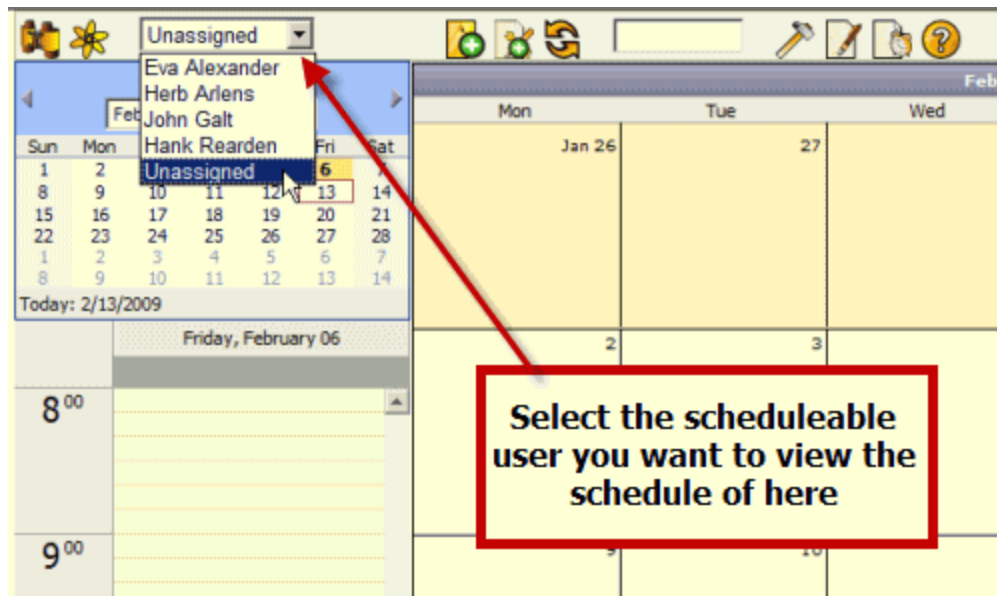 Unassigned
Eva Alexander
Herb Arlens
John Galt
Hank Rearden
Unassigned
Feb
Sun Mon Fri Sat
1 2 6 7
8 9 10 11 12 13 14
15 16 17 18 19 20 21
22 23 24 25 26 27 28
1 2 3 4 5 6 7
8 9 10 11 12 13 14
Today: 2/13/2009
Friday, February 06
8 00
9 00
Feb
Mon Tue Wed
Jan 26 27
2 3
9 10
Select the scheduleable
user you want to view the
schedule of here